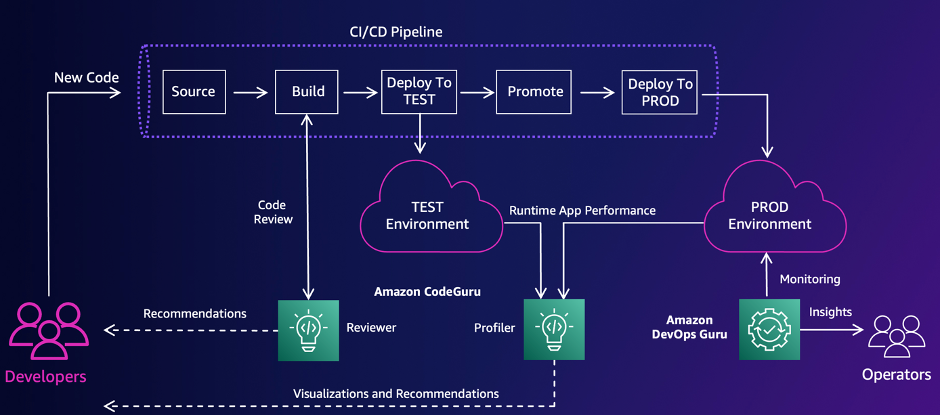 CI/CD Pipeline
New Code
Source
Build
Deploy To
TEST
Promote
Deploy To
PROD
Code
Review
TEST
Environment
Runtime App Performance
PROD
Environment
Monitoring
Amazon CodeGuru
Recommendations
Reviewer
Profiler
Amazon
DevOps Guru
Insights
Developers
Operators
Visualizations and Recommendations